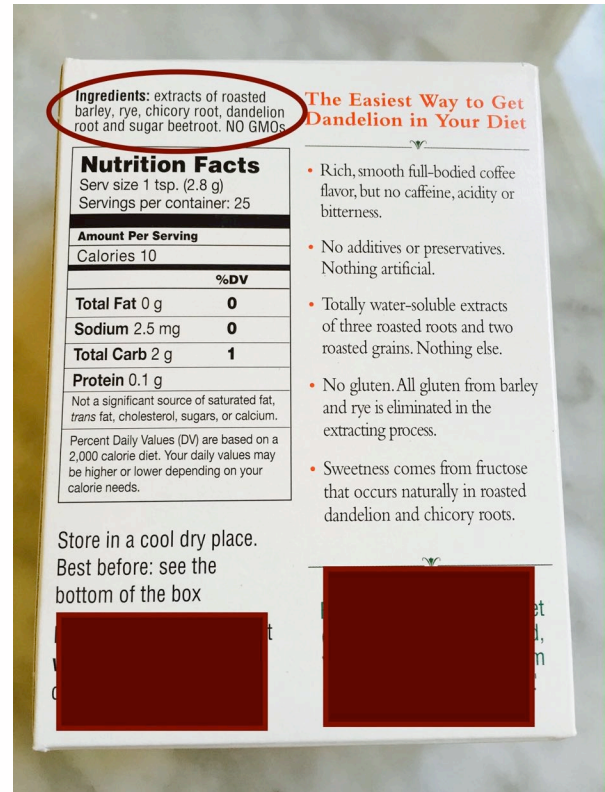 Ingredients: extracts of roasted
barley, rye, chicory root, dandelion
root and sugar beetroot. NO GMOs
Nutrition Facts
Serv size 1 tsp. (2.8 g)
Servings per container: 25
Amount Per Serving
Calories 10
%DV
Total Fat 0 g 0
Sodium 2.5 mg 0
Total Carb 2 g 1
Protein 0.1 g
Not a significant source of saturated fat,
trans fat, cholesterol, sugars, or calcium.
Percent Daily Values (DV) are based on a
2,000 calorie diet. Your daily values may
be higher or lower depending on your
calorie needs.
Store in a cool dry place.
Best before: see the
bottom of the box
The Easiest Way to Get
Dandelion in Your Diet
• Rich, smooth full-bodied coffee
flavor, but no caffeine, acidity or
bitterness.
• No additives or preservatives.
Nothing artificial.
• Totally water-soluble extracts
of three roasted roots and two
roasted grains. Nothing else.
• No gluten. All gluten from barley
and rye is eliminated in the
extracting process.
• Sweetness comes from fructose
that occurs naturally in roasted
dandelion and chicory roots.